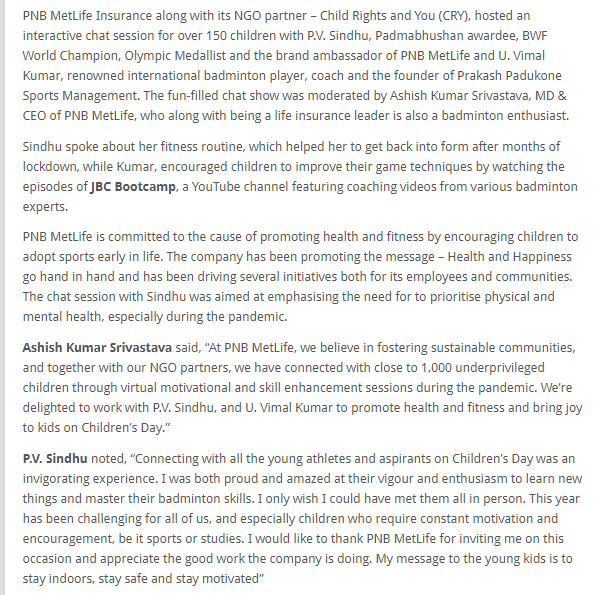 PNB MetLife Insurance along with its NGO partner – Child Rights and You (CRY), hosted an
interactive chat session for over 150 children with P.V. Sindhu, Padmabhushan awardee, BWF
World Champion, Olympic Medallist and the brand ambassador of PNB MetLife and U. Vimal
Kumar, renowned international badminton player, coach and the founder of Prakash Padukone
Sports Management. The fun-filled chat show was moderated by Ashish Kumar Srivastava, MD &
CEO of PNB MetLife, who along with being a life insurance leader is also a badminton enthusiast.
Sindhu spoke about her fitness routine, which helped her to get back into form after months of
lockdown, while Kumar, encouraged children to improve their game techniques by watching the
episodes of JBC Bootcamp, a YouTube channel featuring coaching videos from various badminton
experts.
PNB MetLife is committed to the cause of promoting health and fitness by encouraging children to
adopt sports early in life. The company has been promoting the message – Health and Happiness
go hand in hand and has been driving several initiatives both for its employees and communities.
The chat session with Sindhu was aimed at emphasising the need for to prioritise physical and
mental health, especially during the pandemic.
Ashish Kumar Srivastava said, “At PNB MetLife, we believe in fostering sustainable communities,
and together with our NGO partners, we have connected with close to 1,000 underprivileged
children through virtual motivational and skill enhancement sessions during the pandemic. We’re
delighted to work with P.V. Sindhu, and U. Vimal Kumar to promote health and fitness and bring joy
to kids on Children’s Day.”
P.V. Sindhu noted, “Connecting with all the young athletes and aspirants on Children’s Day was an
invigorating experience. I was both proud and amazed at their vigour and enthusiasm to learn new
things and master their badminton skills. I only wish I could have met them all in person. This year
has been challenging for all of us, and especially children who require constant motivation and
encouragement, be it sports or studies. I would like to thank PNB MetLife for inviting me on this
occasion and appreciate the good work the company is doing. My message to the young kids is to
stay indoors, stay safe and stay motivated”